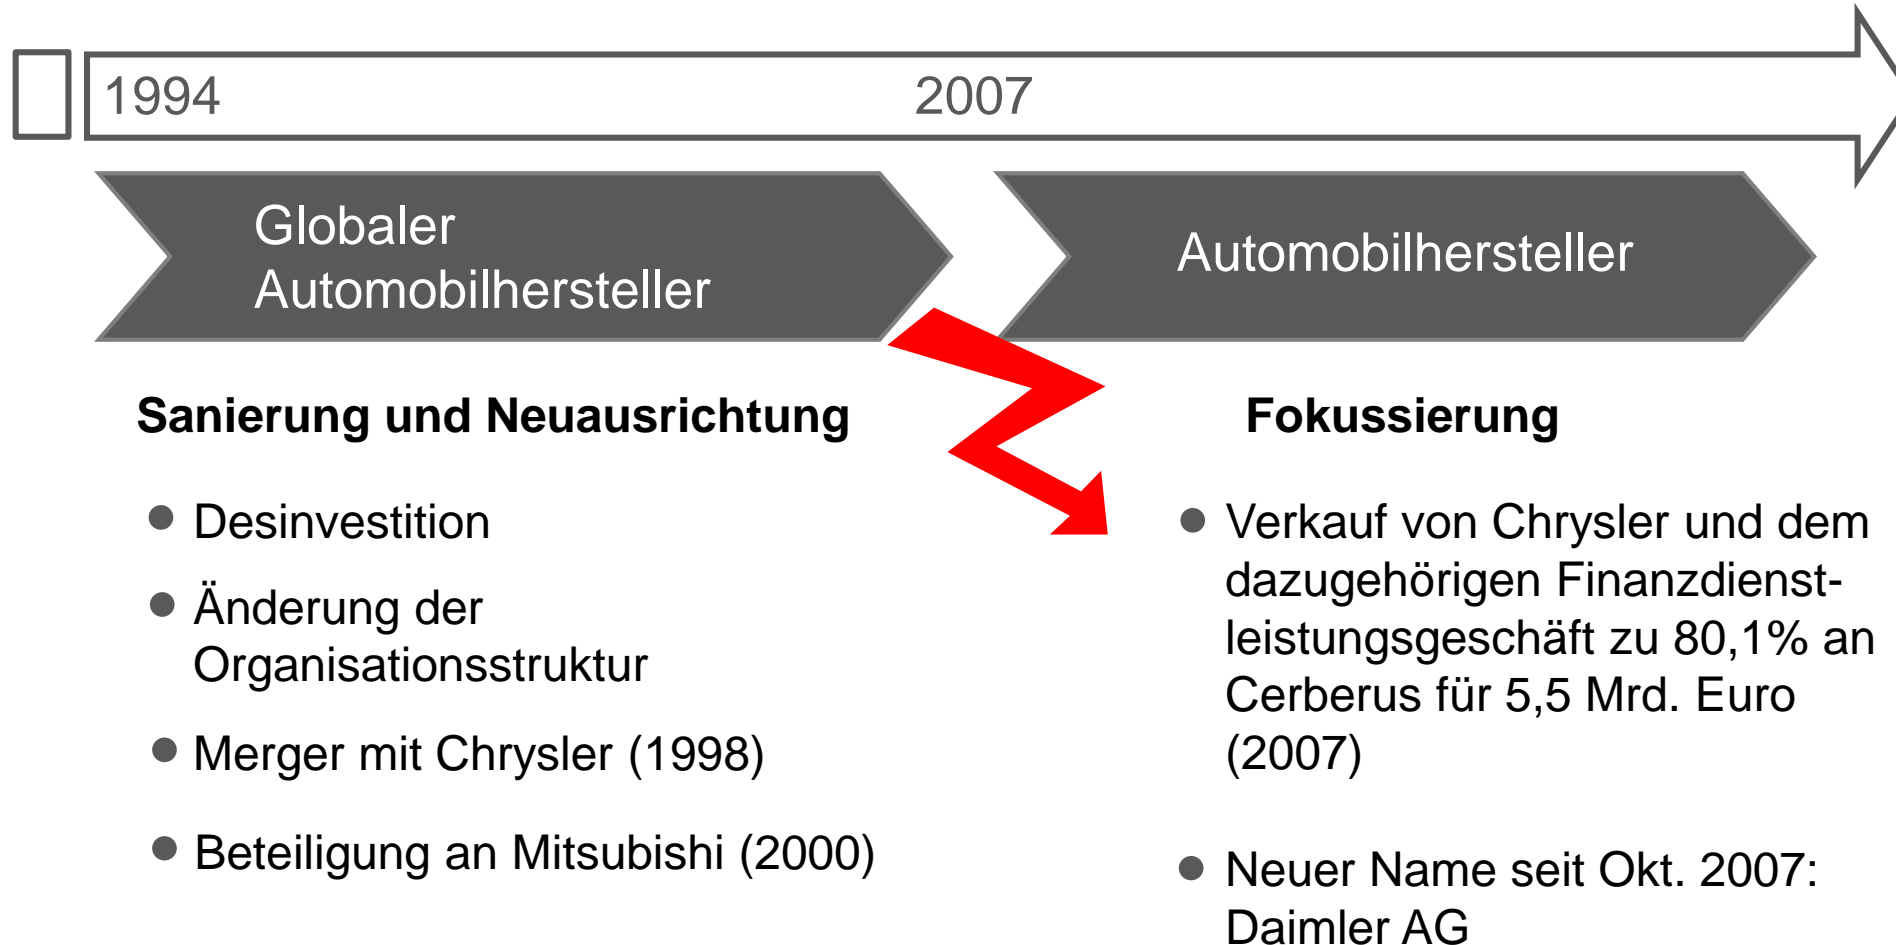 1994
2007
Globaler
Automobilhersteller
Automobilhersteller
Sanierung und Neuausrichtung
Desinvestition
Änderung der
Organisationsstruktur
Merger mit Chrysler (1998)
Beteiligung an Mitsubishi (2000)
Fokussierung
Verkauf von Chrysler und dem
dazugehörigen Finanzdienst-
leistungsgeschäft zu 80,1% an
Cerberus für 5,5 Mrd. Euro
(2007)
Neuer Name seit Okt. 2007:
Daimler AG